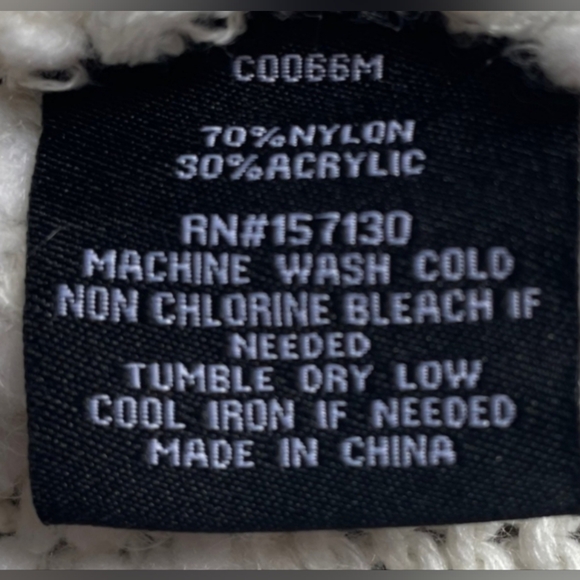 C0066M
70%NYLON
30%ACRYLIC
RN#157130
MACHINE WASH COLD
NON CHLORINE BLEACH IF
NEEDED
TUMBLE DRY LOW
COOL IRON IF NEEDED
MADE IN CHINA